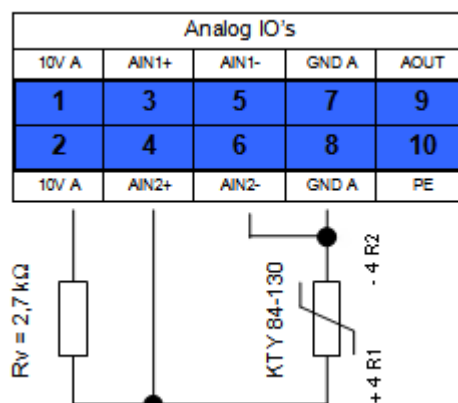 Analog IO's
10V A AIN1+ AIN1- GND A AOUT
1 3 5 7 9
2 4 6 8 10
10V A AIN2+ AIN2- GND A PE
Rv = 2,7 kΩ
KTY 84-130
- 4 R2
+ 4 R1